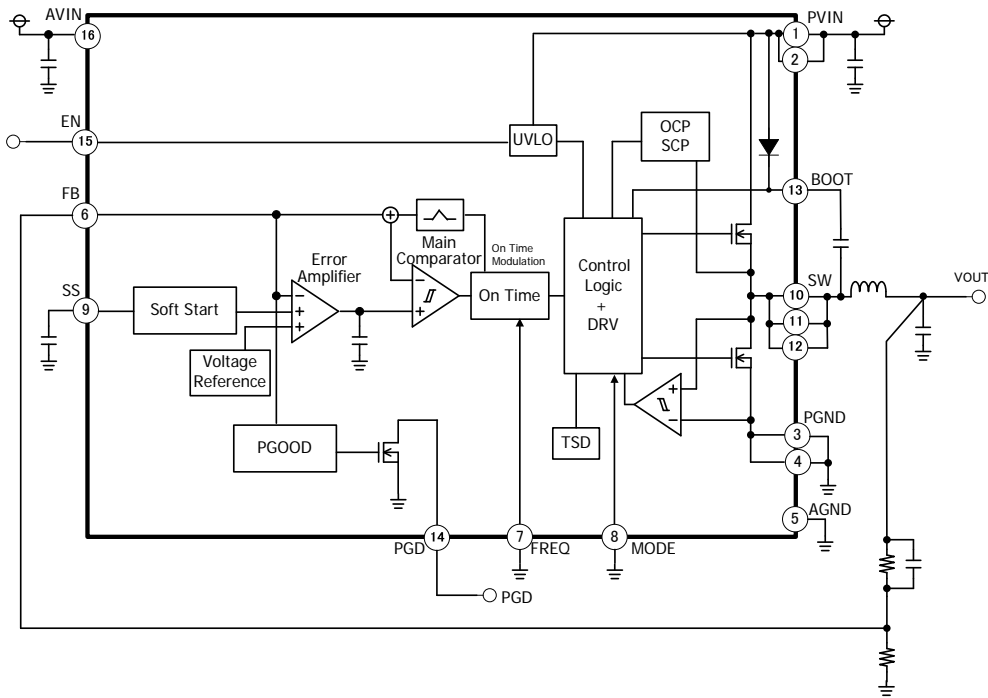 AVIN
16
PVIN
1
2
EN
15
UVLO
OCP
SCP
13
BOOT
FB
6
Main
Comparator
On Time
Modulation
Error
Amplifier
SS
9
Soft Start
On Time
Control
Logic
+
DRV
SW
10
11
12
VOUT
Voltage
Reference
PGOOD
TSD
PGND
3
4
5
AGND
PGD
14
7
FREQ
8
MODE
PGD